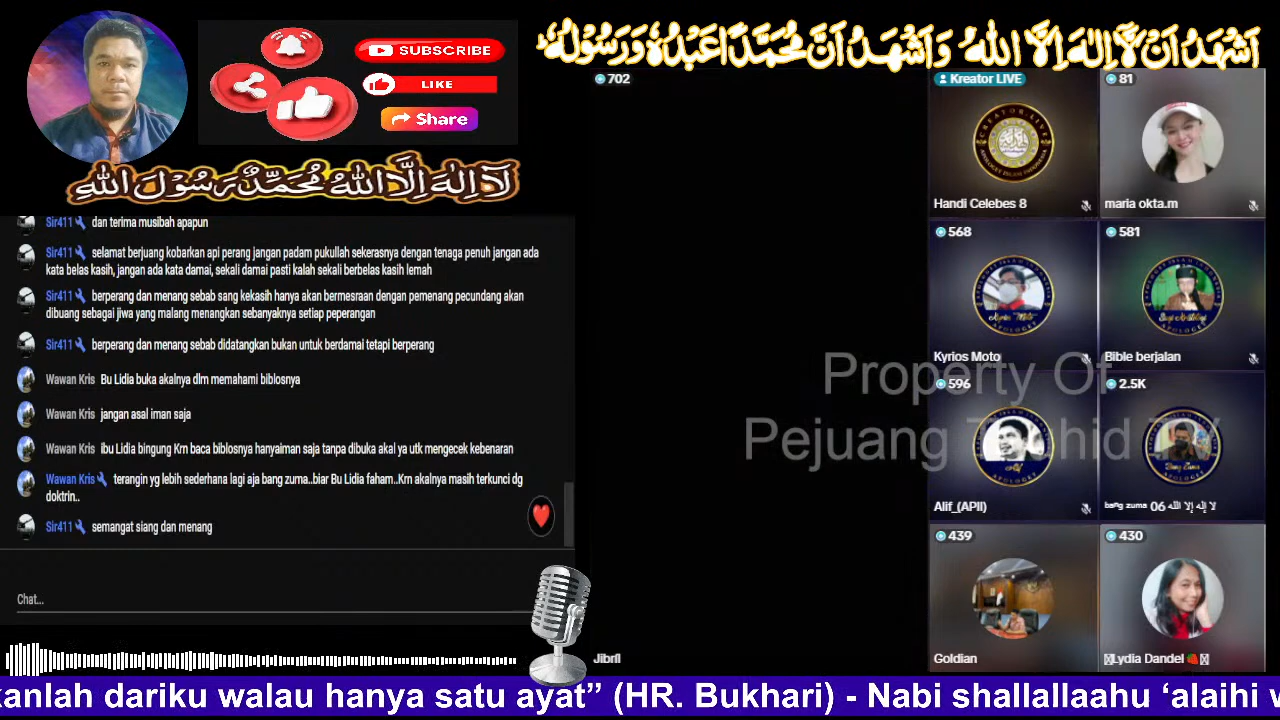 SUBSCRIBE
LIKE
Share
اَشْهَدُ اَنْ لَّا اِلٰهَ اِلَّا اللهُ وَاَشْهَدُ اَنَّ مُحَمَّدًا عَبْدُهُ وَرَسُوْلُهُ
لَا اِلٰهَ اِلَّا اللهُ مُحَمَّدٌ رَسُوْلُ اللهِ
Sir411 dan terima musibah apapun
Sir411 selamat berjuang kobarkan api perang jangan padam pukullah sekerasnya dengan tenaga penuh jangan ada
kata belas kasih, jangan ada kata damai, sekali damai pasti kalah sekali berbelas kasih lemah
Sir411 berperang dan menang sebab sang kekasih hanya akan bermesraan dengan pemenang pecundang akan
dibuang sebagai jiwa yang malang menangkan sebanyaknya setiap peperangan
Sir411 berperang dan menang sebab didatangkan bukan untuk berdamai tetapi berperang
Wawan Kris Bu Lidia buka akalnya dlm memahami biblosnya
Wawan Kris jangan asal iman saja
Wawan Kris ibu Lidia bingung Krn baca biblosnya hanyaiman saja tanpa dibuka akal ya utk mengecek kebenaran
Wawan Kris terangin yg lebih sederhana lagi aja bang zuma..biar Bu Lidia faham..Krn akalnya masih terkunci dg
doktrin..
Sir411 semangat siang dan menang
Chat...
702
Jibril
Kreator LIVE
Handi Celebes 8
81
maria okta.m
568
Kyrios Moto
581
Bible berjalan
596
Alif_(APII)
2.5K
bang zuma 06 لا إله إلا الله
439
Goldian
430
Lydia Dandel
Property Of
Pejuang Tauhid TV
kanlah dariku walau hanya satu ayat” (HR. Bukhari) - Nabi shallallaahu ‘alaihi w